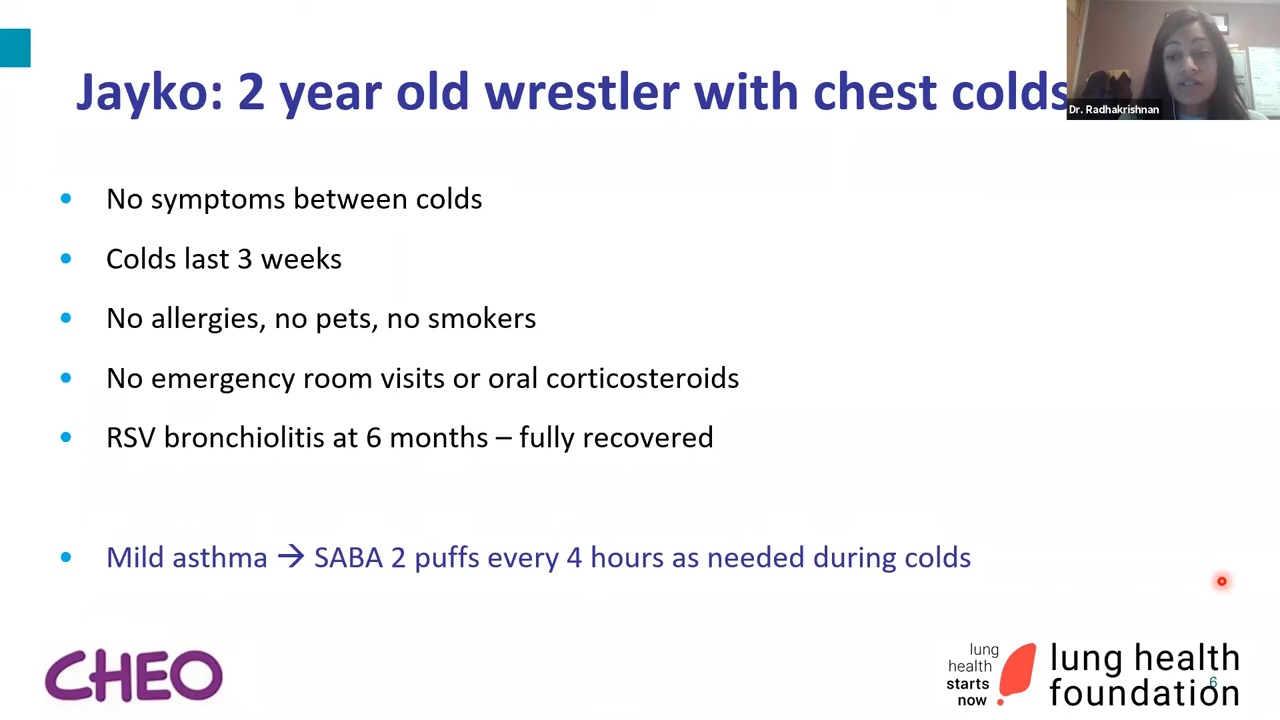 Jayko: 2 year old wrestler with chest colds
Dr. Radhakrishnan
• No symptoms between colds
• Colds last 3 weeks
• No allergies, no pets, no smokers
• No emergency room visits or oral corticosteroids
• RSV bronchiolitis at 6 months – fully recovered
• Mild asthma → SABA 2 puffs every 4 hours as needed during colds
CHEO
lung
health
starts
now
lung health
foundation
6